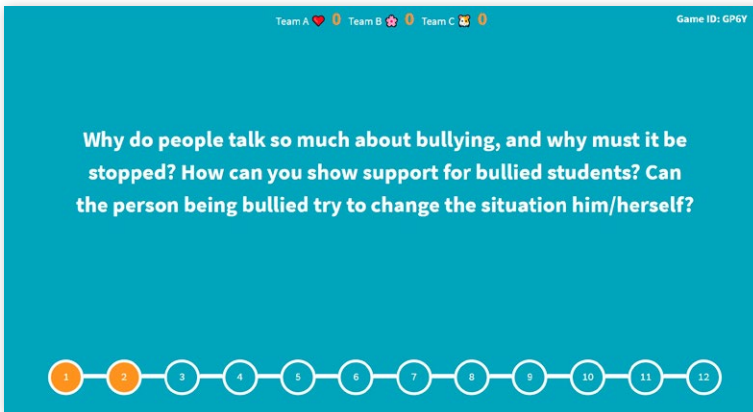 Team A ❤️ 0 Team B 🌸 0 Team C 🐹 0
Game ID: GP6Y
Why do people talk so much about bullying, and why must it be
stopped? How can you show support for bullied students? Can
the person being bullied try to change the situation him/herself?
1 2 3 4 5 6 7 8 9 10 11 12